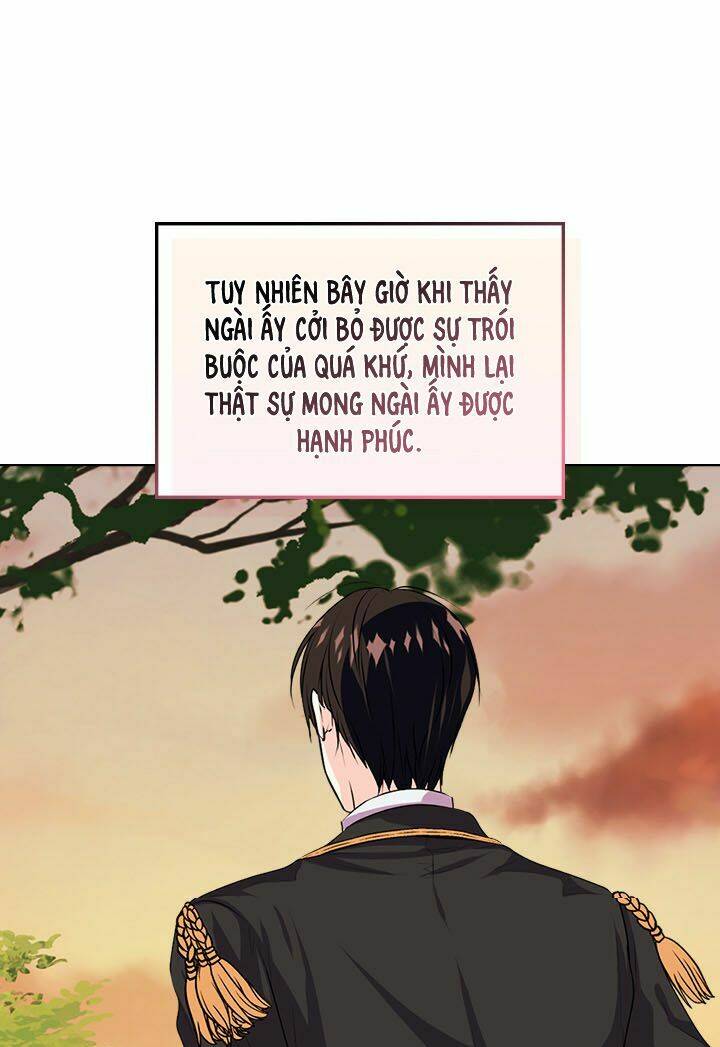 TUY NHIÊN BÂY GIỜ KHI THẤY
NGÀI ẤY CỞI BỎ ĐƯỢC SỰ TRÓI
BUỘC CỦA QUÁ KHỨ, MÌNH LẠI
THẬT SỰ MONG NGÀI ẤY ĐƯỢC
HẠNH PHÚC.